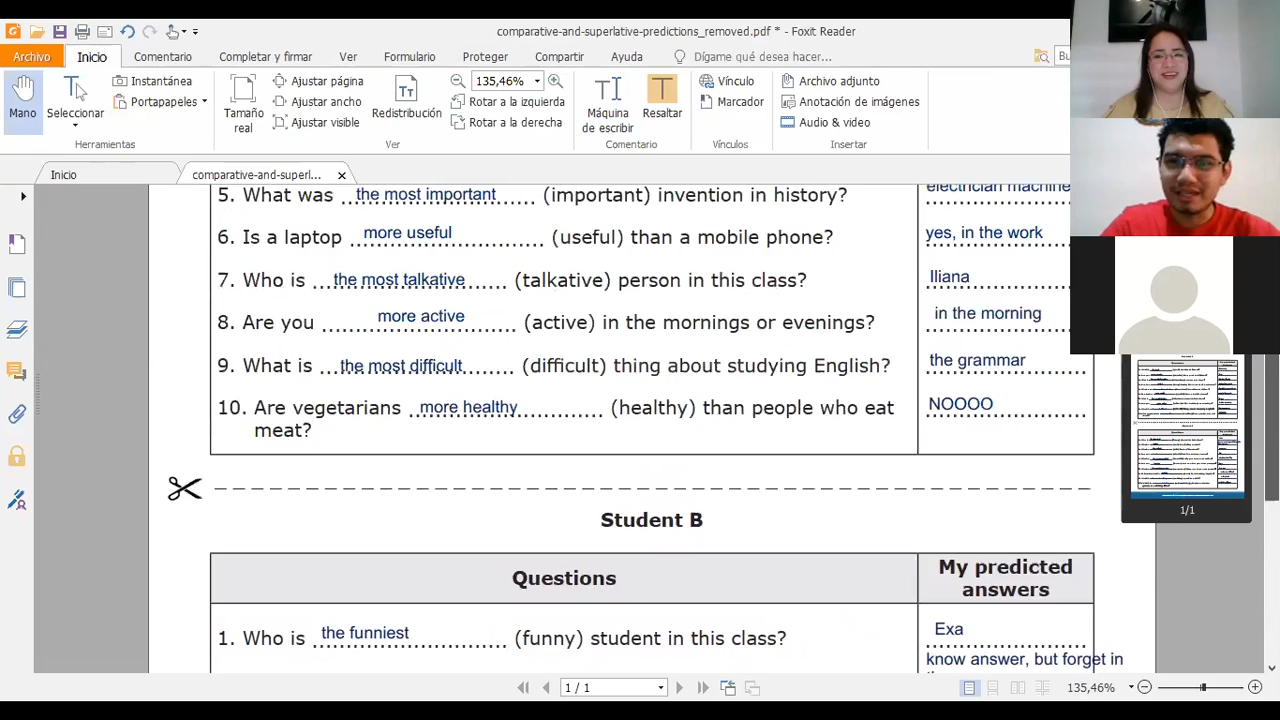 comparative-and-superlative-predictions_removed.pdf * - Foxit Reader
Archivo Inicio Comentario Completar y firmar Ver Formulario Proteger Compartir Ayuda Dígame qué desea hacer... Bu
Mano
Seleccionar
Instantánea
Portapapeles
Herramientas
Tamaño real
Ajustar página
Ajustar ancho
Ajustar visible
Redistribución
135,46%
Rotar a la izquierda
Rotar a la derecha
Ver
Máquina de escribir
Resaltar
Comentario
Vínculo
Marcador
Vínculos
Archivo adjunto
Anotación de imágenes
Audio & video
Insertar
Inicio comparative-and-superl...
5. What was the most important (important) invention in history? electrician machine
6. Is a laptop more useful (useful) than a mobile phone? yes, in the work
7. Who is the most talkative (talkative) person in this class? Iliana
8. Are you more active (active) in the mornings or evenings? in the morning
9. What is the most difficult (difficult) thing about studying English? the grammar
10. Are vegetarians more healthy (healthy) than people who eat NOOOO
meat?
1/1
Student B
Questions My predicted answers
1. Who is the funniest (funny) student in this class? Exa
know answer, but forget in
1 / 1 135,46%